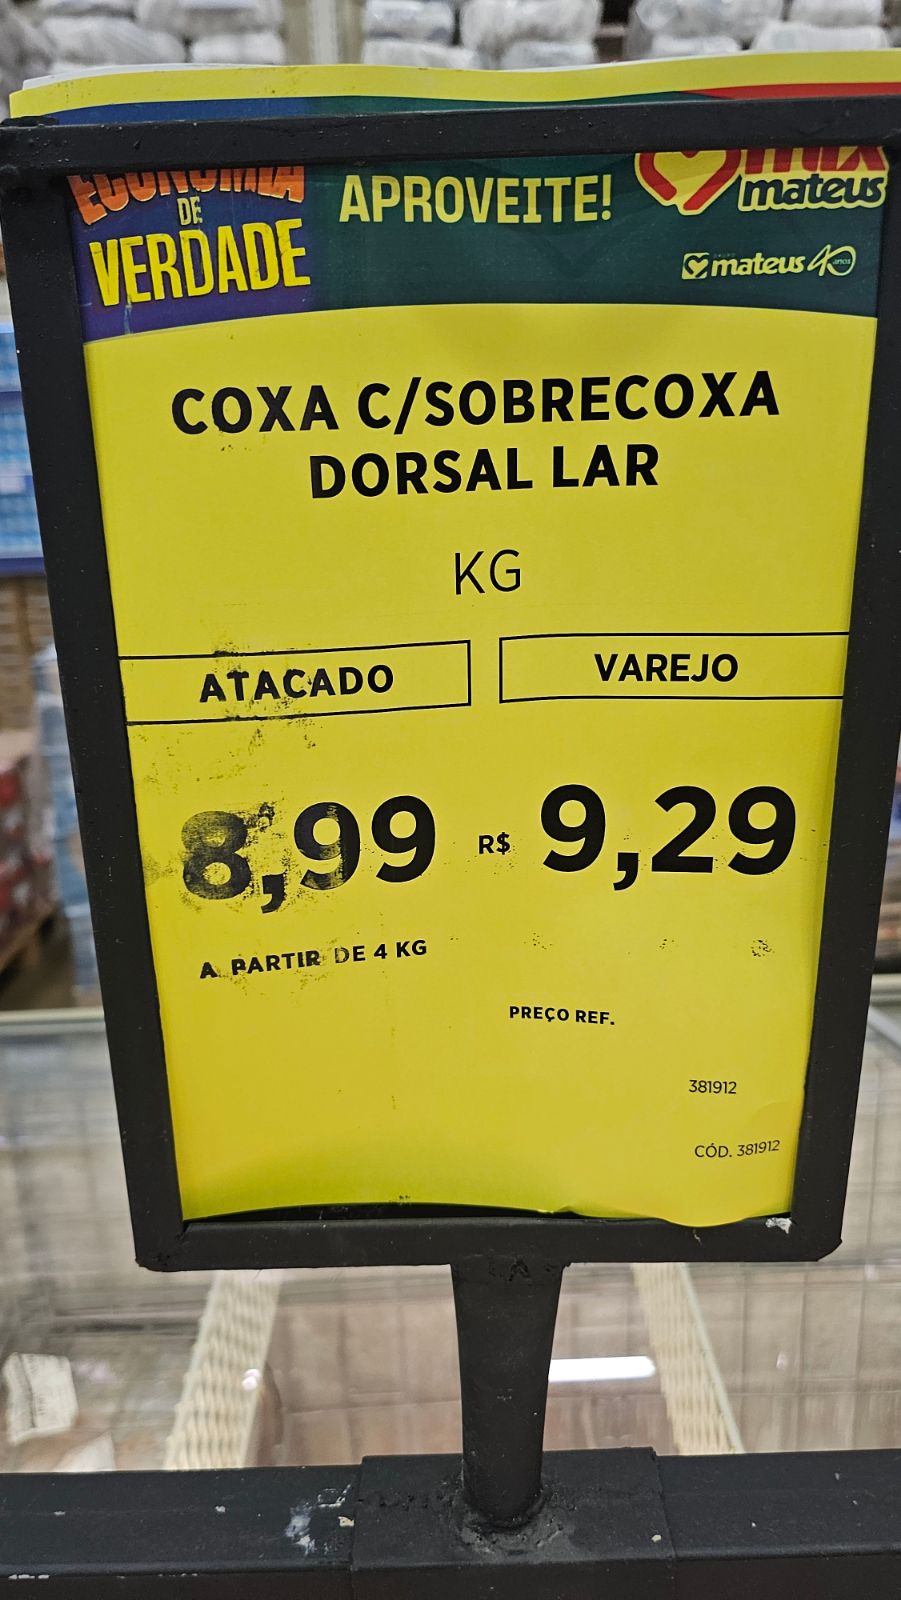 ECONOMIA
DE
VERDADE
APROVEITE!
mix
mateus
GRUPO
mateus 40 anos
COXA C/SOBRECOXA
DORSAL LAR
KG
ATACADO
VAREJO
8,99
R$ 9,29
A PARTIR DE 4 KG
PREÇO REF.
381912
CÓD. 381912